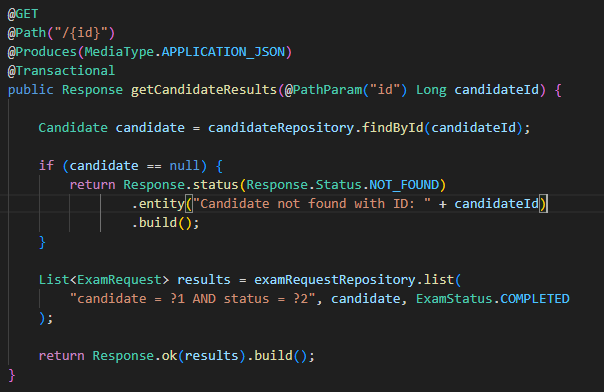 @GET
@Path("/{id}")
@Produces(MediaType.APPLICATION_JSON)
@Transactional
public Response getCandidateResults(@PathParam("id") Long candidateId) {
Candidate candidate = candidateRepository.findById(candidateId);
if (candidate == null) {
return Response.status(Response.Status.NOT_FOUND)
.entity("Candidate not found with ID: " + candidateId)
.build();
}
List<ExamRequest> results = examRequestRepository.list(
"candidate = ?1 AND status = ?2", candidate, ExamStatus.COMPLETED
);
return Response.ok(results).build();
}